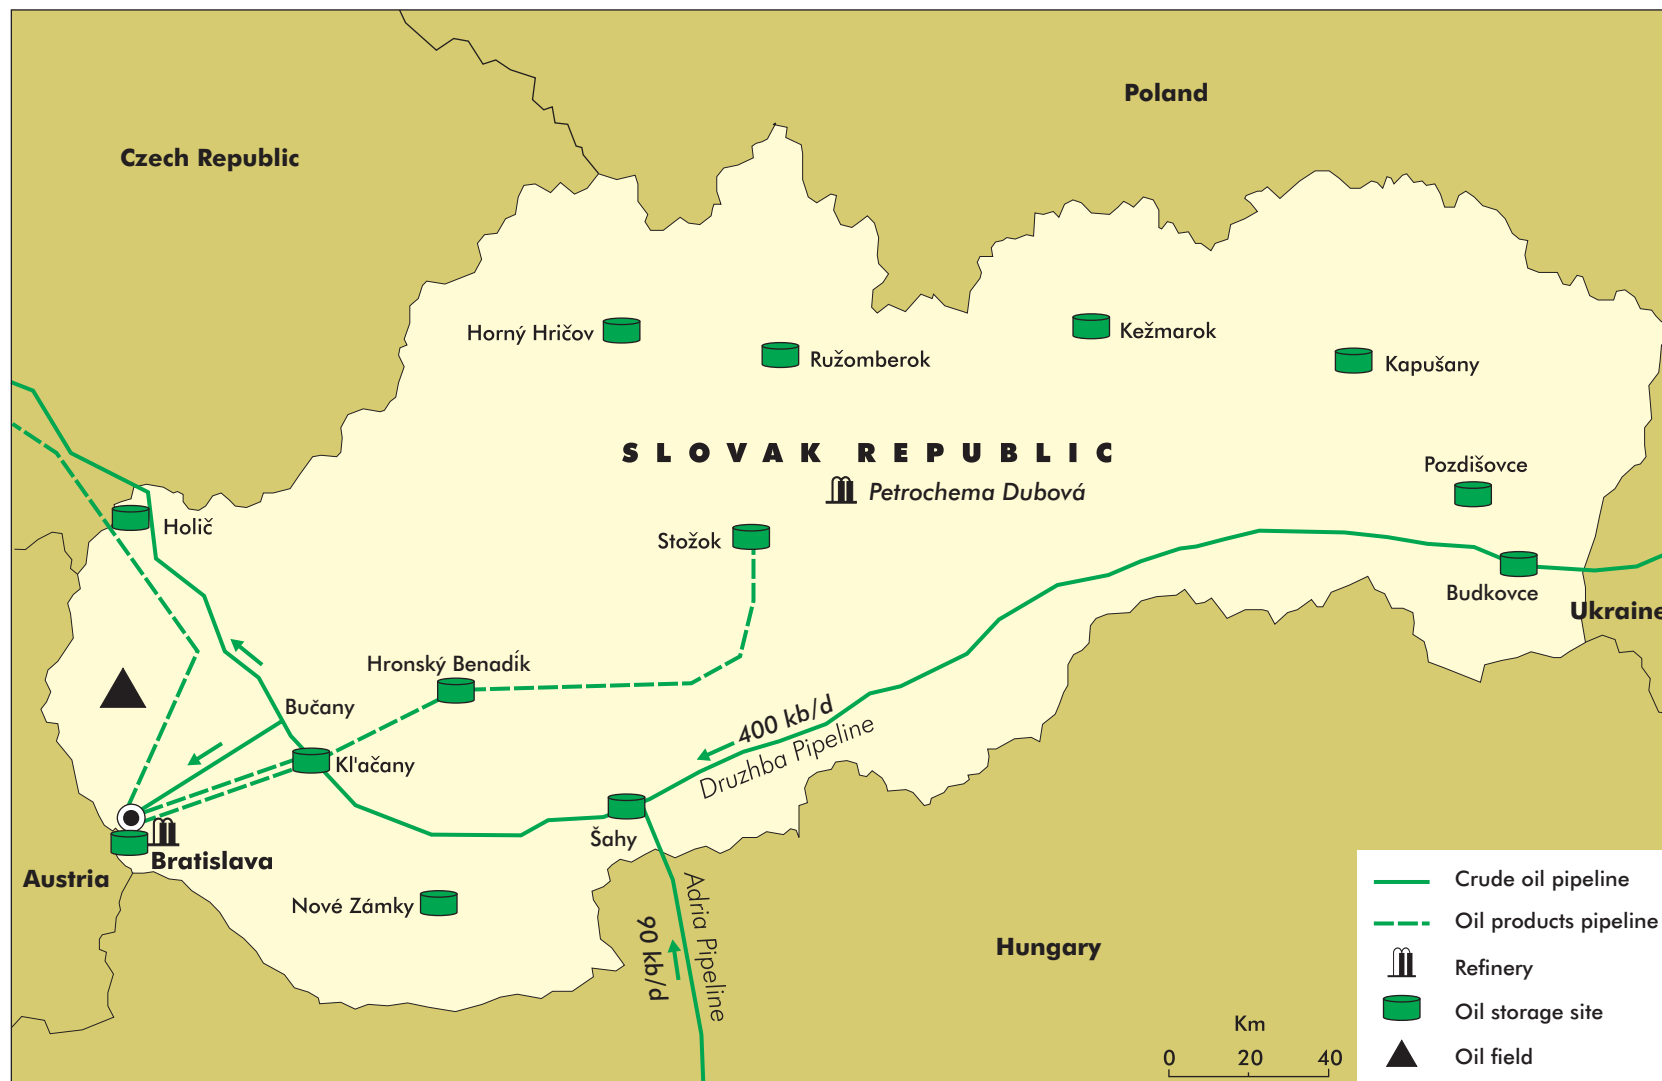 Poland
Czech Republic
Horný Hričov
Ružomberok
Kežmarok
Kapušany
SLOVAK REPUBLIC
Petrochema Dubová
Pozdišovce
Holič
Stožok
Budkovce
Ukraine
Hronský Benadík
Bučany
400 kb/d
Druzhba Pipeline
Kl'ačany
Šahy
Bratislava
Austria
Nové Zámky
Adria Pipeline
90 kb/d
Hungary
Crude oil pipeline
Oil products pipeline
Refinery
Oil storage site
Oil field
Km
0 20 40